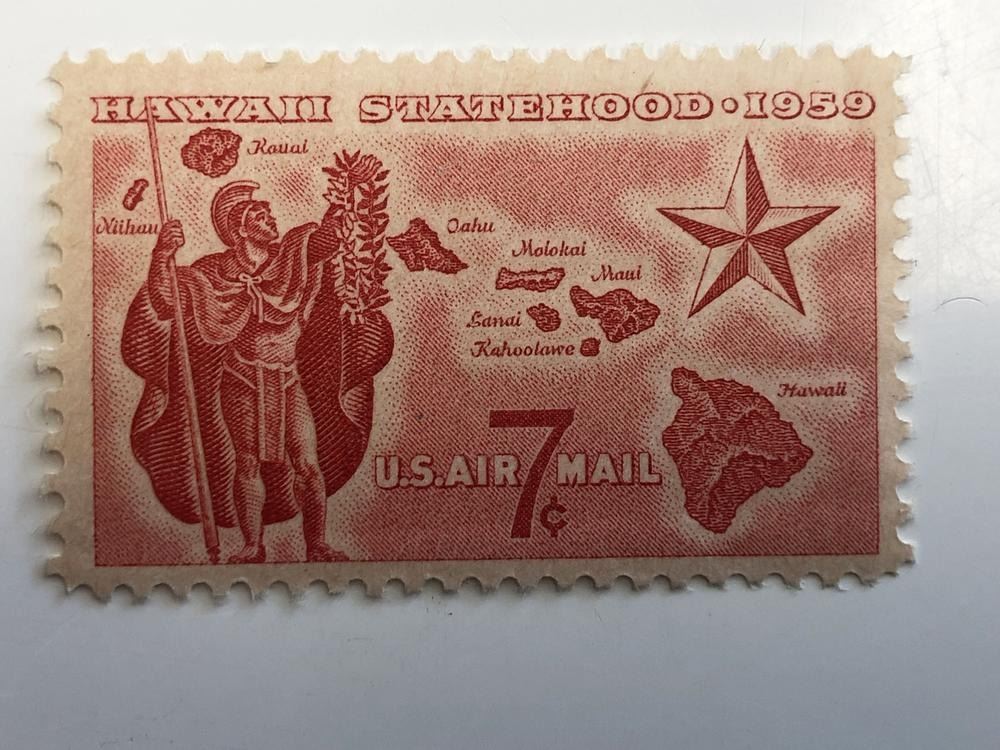 HAWAII STATEHOOD · 1959
Kauai
Niihau
Oahu
Molokai
Maui
Lanai
Kahoolawe
Hawaii
U.S. AIR 7¢ MAIL